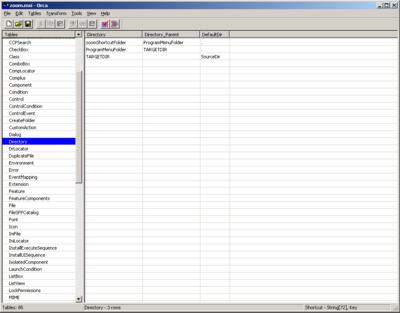 zoom.msi - Orca
File Edit Tables Transform Tools View Help
Tables
Directory Directory_Parent DefaultDir
CCPSearch
zoomShortcutFolder ProgramMenuFolder .
CheckBox
ProgramMenuFolder TARGETDIR .
Class
TARGETDIR SourceDir
ComboBox
CompLocator
Complus
Component
Condition
Control
ControlCondition
ControlEvent
CreateFolder
CustomAction
Dialog
Directory
DrLocator
DuplicateFile
Environment
Error
EventMapping
Extension
Feature
FeatureComponents
File
FileSFPCatalog
Font
Icon
IniFile
IniLocator
InstallExecuteSequence
InstallUISequence
IsolatedComponent
LaunchCondition
ListBox
ListView
LockPermissions
MIME
Tables: 85 Directory - 3 rows Shortcut - String[72], Key